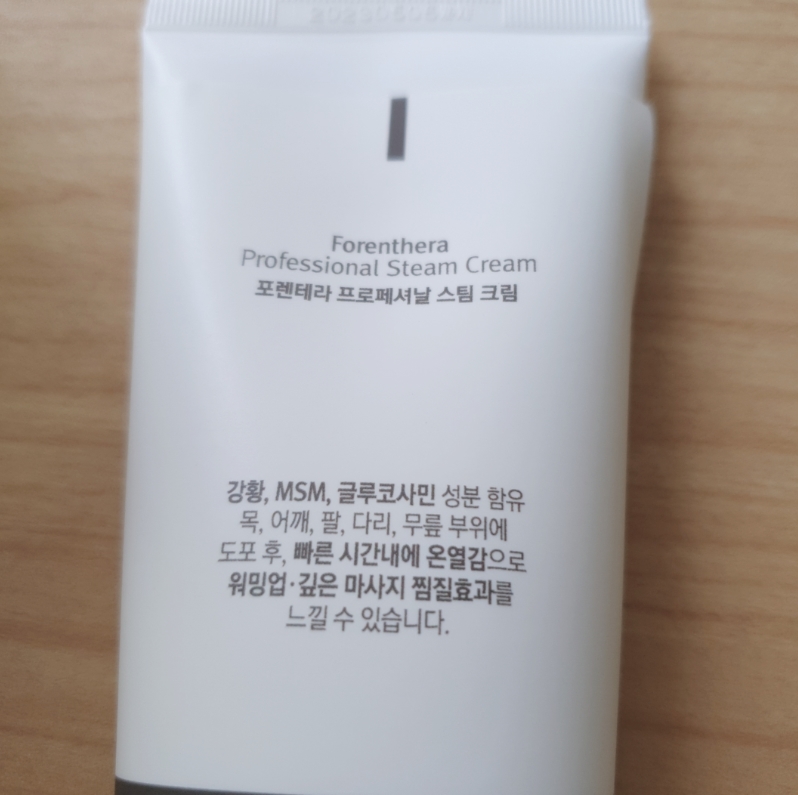 Forenthera
Professional Steam Cream
포렌테라 프로페셔날 스팀 크림
강황, MSM, 글루코사민 성분 함유
목, 어깨, 팔, 다리, 무릎 부위에
도포 후, 빠른 시간내에 온열감으로
워밍업·깊은 마사지 찜질효과를
느낄 수 있습니다.